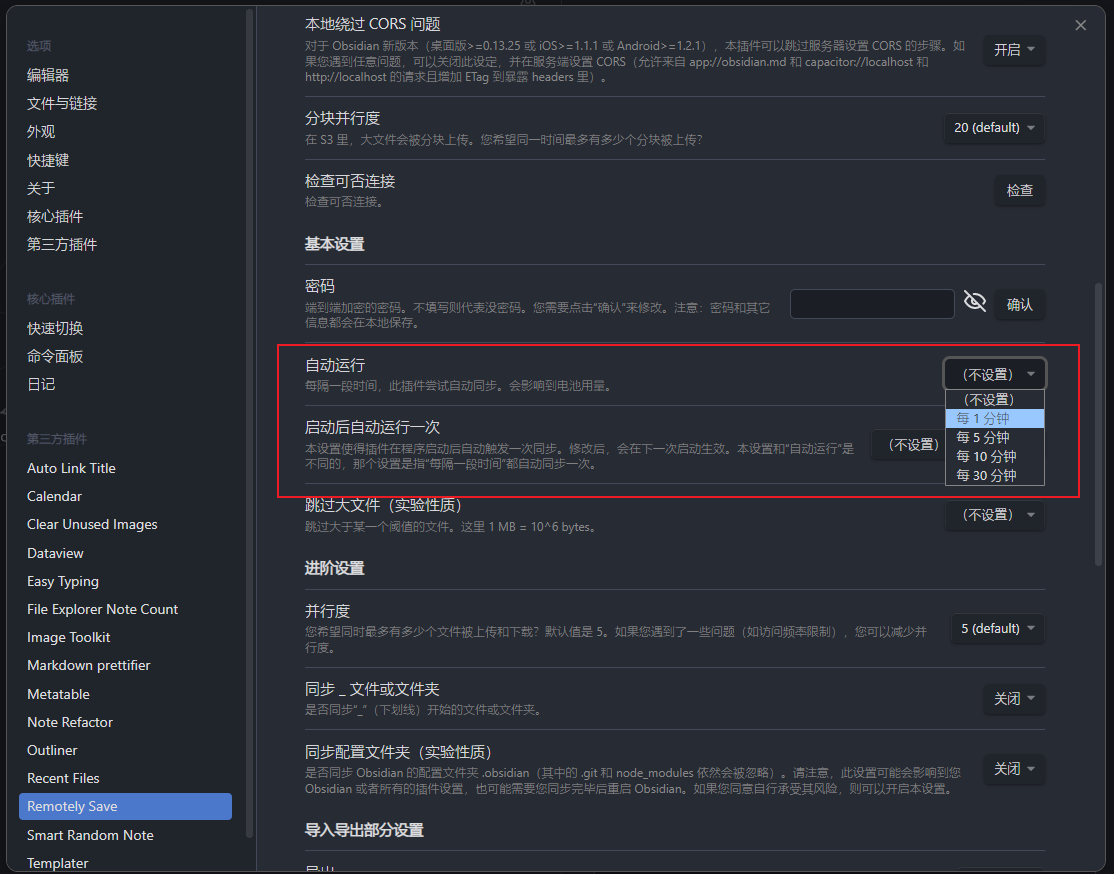 选项
编辑器
文件与链接
外观
快捷键
关于
核心插件
第三方插件
核心插件
快速切换
命令面板
日记
第三方插件
Auto Link Title
Calendar
Clear Unused Images
Dataview
Easy Typing
File Explorer Note Count
Image Toolkit
Markdown prettifier
Metatable
Note Refactor
Outliner
Recent Files
Remotely Save
Smart Random Note
Templater
本地绕过 CORS 问题
对于 Obsidian 新版本（桌面版>=0.13.25 或 iOS>=1.1.1 或 Android>=1.2.1），本插件可以跳过服务器设置 CORS 的步骤。如
果您遇到任意问题，可以关闭此设定，并在服务端设置 CORS（允许来自 app://obsidian.md 和 capacitor://localhost 和
http://localhost 的请求且增加 ETag 到暴露 headers 里）。
开启
分块并行度
在 S3 里，大文件会被分块上传。您希望同一时间最多有多少个分块被上传？
20 (default)
检查可否连接
检查可否连接。
检查
基本设置
密码
端到端加密的密码。不填写则代表没密码。您需要点击“确认”来修改。注意：密码和其它
信息都会在本地保存。
确认
自动运行
每隔一段时间，此插件尝试自动同步。会影响到电池用量。
（不设置）
（不设置）
每 1 分钟
每 5 分钟
每 10 分钟
每 30 分钟
启动后自动运行一次
本设置使得插件在程序启动后自动触发一次同步。修改后，会在下一次启动生效。本设置和“自动运行”是
不同的，那个设置是指“每隔一段时间”都自动同步一次。
（不设置）
跳过大文件（实验性质）
跳过大于某一个阈值的文件。这里 1 MB = 10^6 bytes。
（不设置）
进阶设置
并行度
您希望同时最多有多少个文件被上传和下载？默认值是 5。如果您遇到了一些问题（如访问频率限制），您可以减少并
行度。
5 (default)
同步 _ 文件或文件夹
是否同步“_”（下划线）开始的文件或文件夹。
关闭
同步配置文件夹（实验性质）
是否同步 Obsidian 的配置文件夹 .obsidian（其中的 .git 和 node_modules 依然会被忽略）。请注意，此设置可能会影响到您
Obsidian 或者所有的插件设置，也可能需要您同步完毕后重启 Obsidian。如果您同意自行承受其风险，则可以开启本设置。
关闭
导入导出部分设置